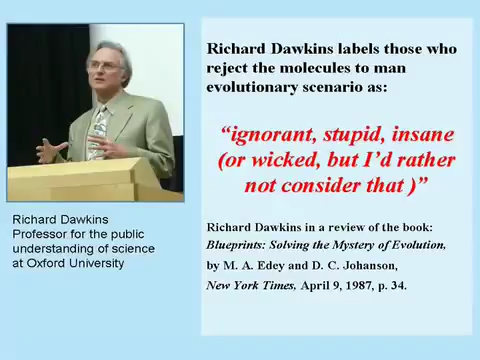 Richard Dawkins labels those who
reject the molecules to man
evolutionary scenario as:
“ignorant, stupid, insane
(or wicked, but I’d rather
not consider that )”
Richard Dawkins in a review of the book:
Blueprints: Solving the Mystery of Evolution,
by M. A. Edey and D. C. Johanson,
New York Times, April 9, 1987, p. 34.
Richard Dawkins
Professor for the public
understanding of science
at Oxford University